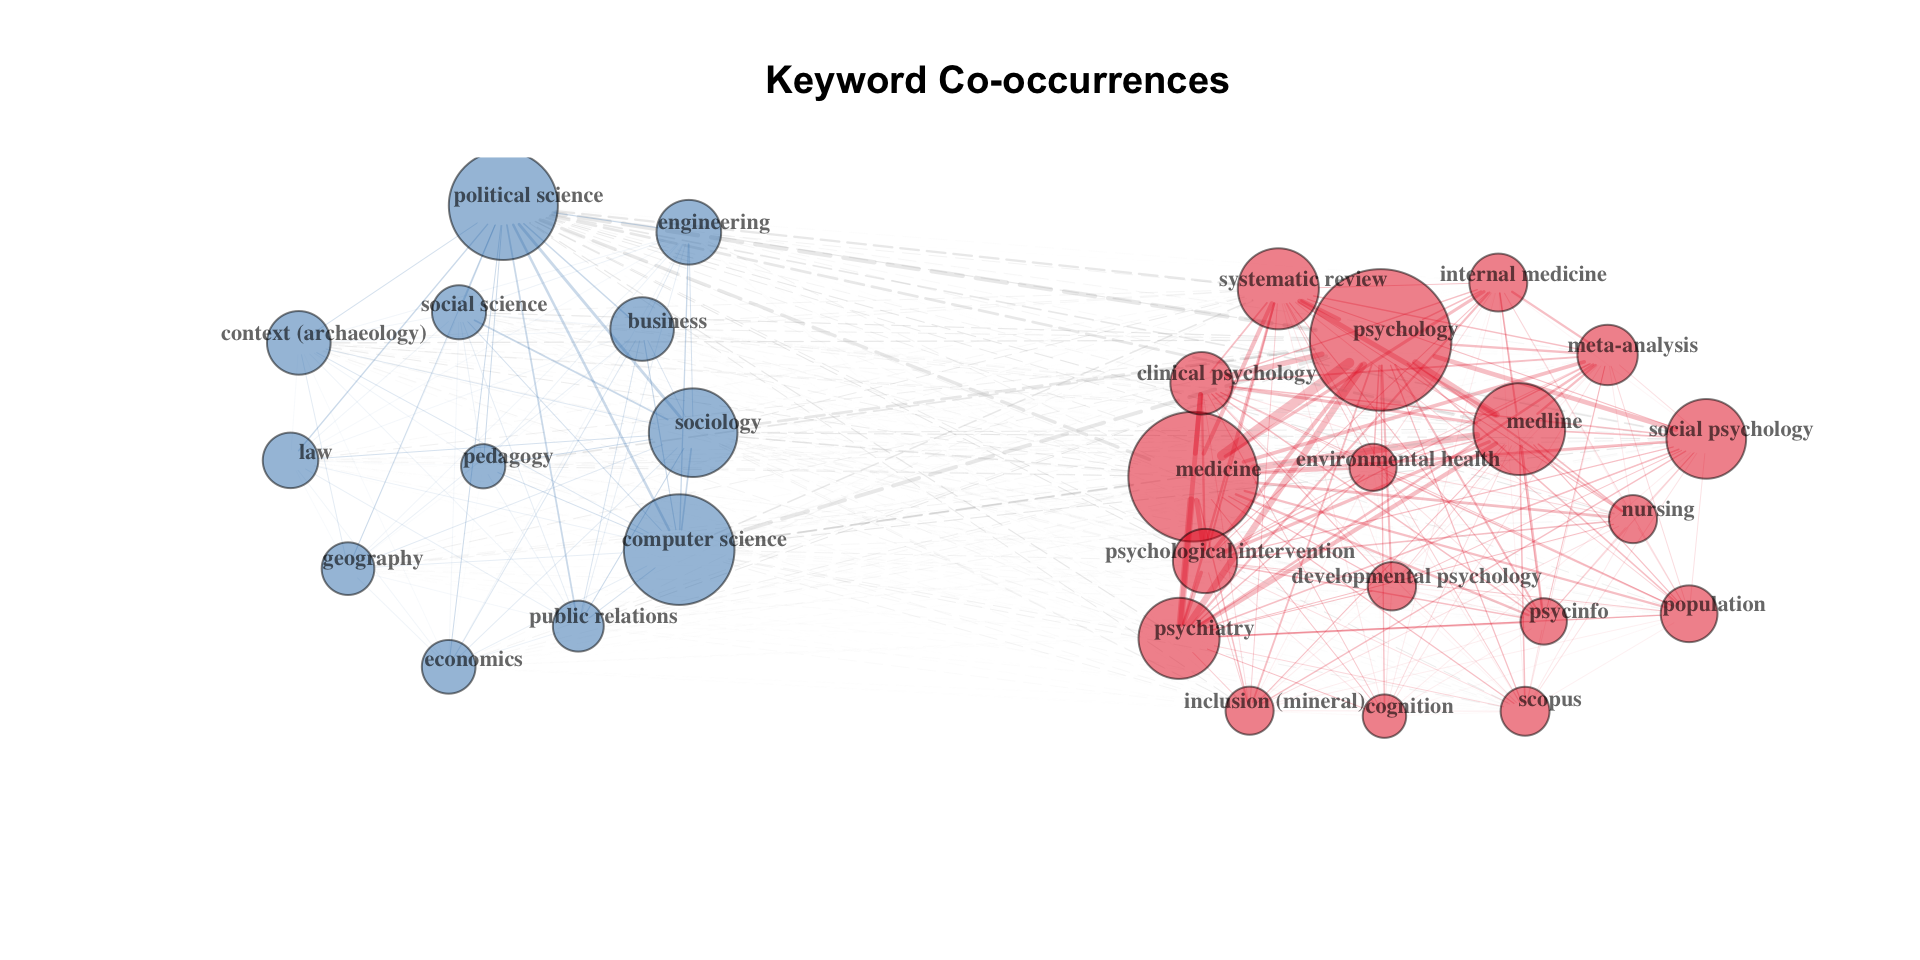 Keyword Co-occurrences
political science
engineering
social science
business
context (archaeology)
sociology
law
pedagogy
computer science
geography
public relations
economics
systematic review
internal medicine
psychology
meta-analysis
clinical psychology
medline
social psychology
medicine
environmental health
nursing
psychological intervention
developmental psychology
psycinfo
population
psychiatry
inclusion (mineral)
cognition
scopus